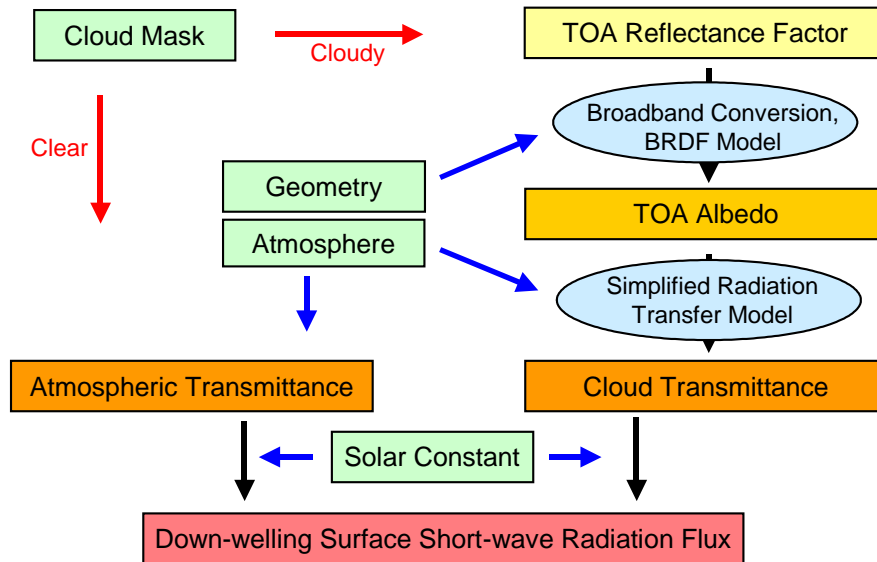 Cloud Mask
Cloudy
TOA Reflectance Factor
Broadband Conversion,
BRDF Model
Clear
Geometry
TOA Albedo
Atmosphere
Simplified Radiation
Transfer Model
Atmospheric Transmittance
Cloud Transmittance
Solar Constant
Down-welling Surface Short-wave Radiation Flux